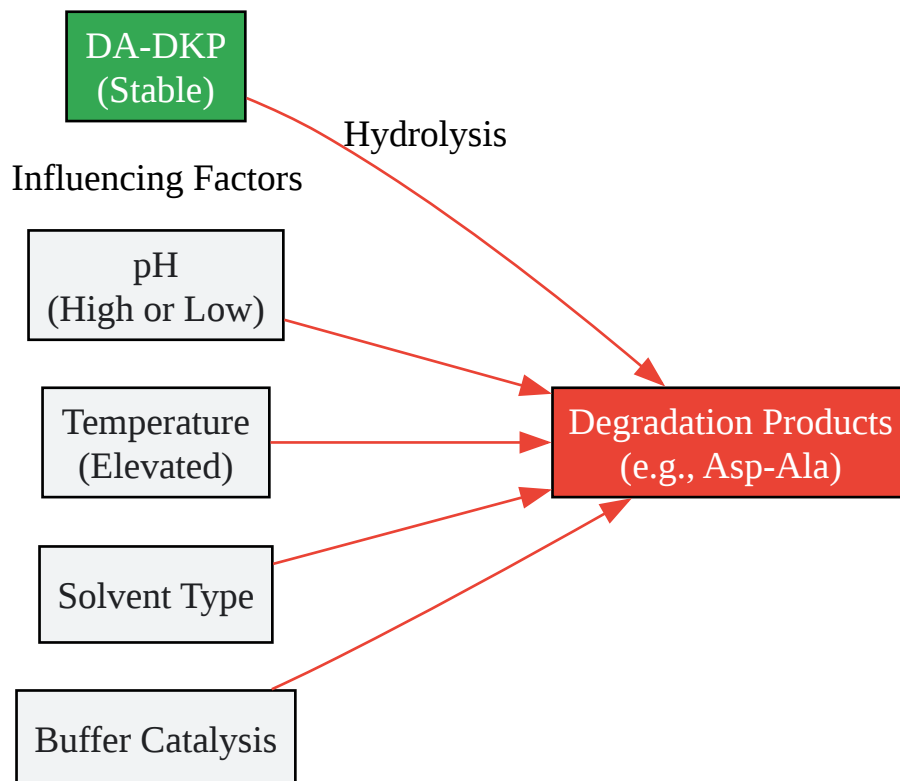 DA-DKP
(Stable)
Hydrolysis
Influencing Factors
pH
(High or Low)
Temperature
(Elevated)
Degradation Products
(e.g., Asp-Ala)
Solvent Type
Buffer Catalysis